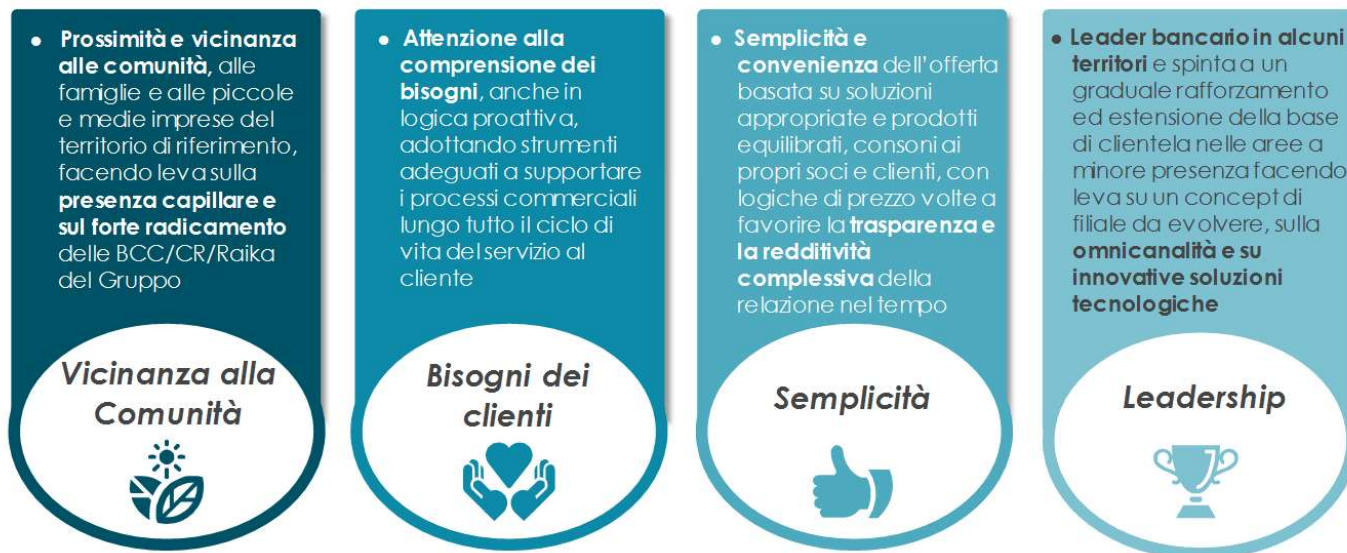 ● Prossimità e vicinanza
alle comunità, alle
famiglie e alle piccole
e medie imprese del
territorio di riferimento,
facendo leva sulla
presenza capillare e
sul forte radicamento
delle BCC/CR/Raika
del Gruppo
Vicinanza alla
Comunità
● Attenzione alla
comprensione dei
bisogni, anche in
logica proattiva,
adottando strumenti
adeguati a supportare
i processi commerciali
lungo tutto il ciclo di
vita del servizio al
cliente
Bisogni dei
clienti
● Semplicità e
convenienza dell'offerta
basata su soluzioni
appropriate e prodotti
equilibrati, consoni ai
propri soci e clienti, con
logiche di prezzo volte a
favorire la trasparenza e
la redditività
complessiva della
relazione nel tempo
Semplicità
● Leader bancario in alcuni
territori e spinta a un
graduale rafforzamento
ed estensione della base
di clientela nelle aree a
minore presenza facendo
leva su un concept di
filiale da evolvere, sulla
omnicanalità e su
innovative soluzioni
tecnologiche
Leadership